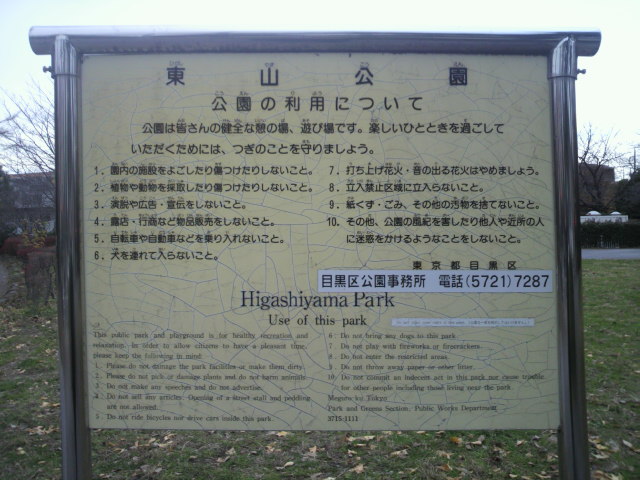 東山公園
公園の利用について
公園は皆さんの健全な憩の場、遊び場です。楽しいひとときを過ごして
いただくためには、つぎのことを守りましょう。
1. 園内の施設をよごしたり傷つけたりしないこと。
2. 植物や動物を採取したり傷つけたりしないこと。
3. 演説や広告・宣伝をしないこと。
4. 露店・行商など物品販売をしないこと。
5. 自転車や自動車などを乗り入れないこと。
6. 犬を連れて入らないこと。
7. 打ち上げ花火・音の出る花火はやめましょう。
8. 立入禁止区域に立入らないこと。
9. 紙くず・ごみ、その他の汚物を捨てないこと。
10. その他、公園の風紀を害したり他人や近所の人
に迷惑をかけるようなことをしないこと。
東京都目黒区
目黒区公園事務所 電話(5721)7287
Higashiyama Park
Use of this park
This public park and playground is for healthy recreation and
relaxation. In order to allow citizens to have a pleasant time,
please keep the following in mind:
1. Please do not damage the park facilities or make them dirty.
2. Please do not pick or damage plants and do not harm animals.
3. Do not make any speeches and do not advertise.
4. Do not sell any articles. Opening of a street stall and peddling
are not allowed.
5. Do not ride bicycles nor drive cars inside this park.
6. Do not bring any dogs to this park.
7. Do not play with fireworks or firecrackers.
8. Do not enter the restricted areas.
9. Do not throw away paper or other litter.
10. Do not commit an indecent act in this park nor cause trouble
for other people including those living near the park.
Meguro-ku Tokyo
Park and Greens Section, Public Works Department
3715-1111